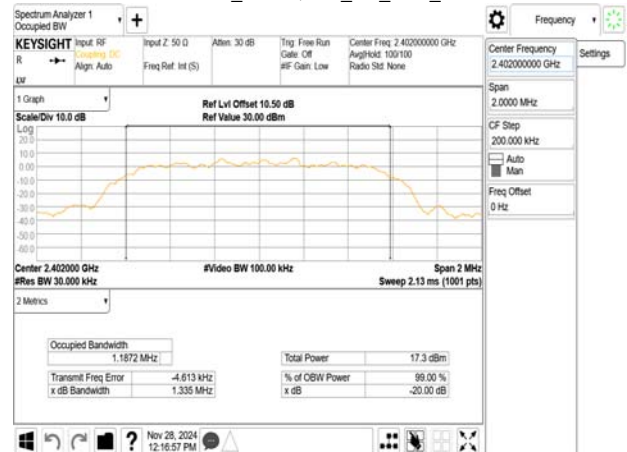 Spectrum Analyzer 1
Occupied BW
Frequency
KEYSIGHT
Input: RF
Coupling: DC
Align: Auto
Input Z: 50 Ω
Freq Ref: Int (S)
Atten: 30 dB
Trig: Free Run
Gate: Off
#IF Gain: Low
Center Freq: 2.402000000 GHz
Avg|Hold: 100/100
Radio Std: None
R
LXI
Center Frequency
2.402000000 GHz
Settings
Span
2.0000 MHz
CF Step
200.000 kHz
Auto
Man
Freq Offset
0 Hz
1 Graph
Scale/Div 10.0 dB
Ref Lvl Offset 10.50 dB
Ref Value 30.00 dBm
Log
20.0
10.0
0.00
-10.0
-20.0
-30.0
-40.0
-50.0
-60.0
Center 2.402000 GHz
#Res BW 30.000 kHz
#Video BW 100.00 kHz
Span 2 MHz
Sweep 2.13 ms (1001 pts)
2 Metrics
Occupied Bandwidth
1.1872 MHz
Total Power 17.3 dBm
Transmit Freq Error -4.613 kHz
% of OBW Power 99.00 %
x dB Bandwidth 1.335 MHz
x dB -20.00 dB
Nov 28, 2024
12:16:57 PM